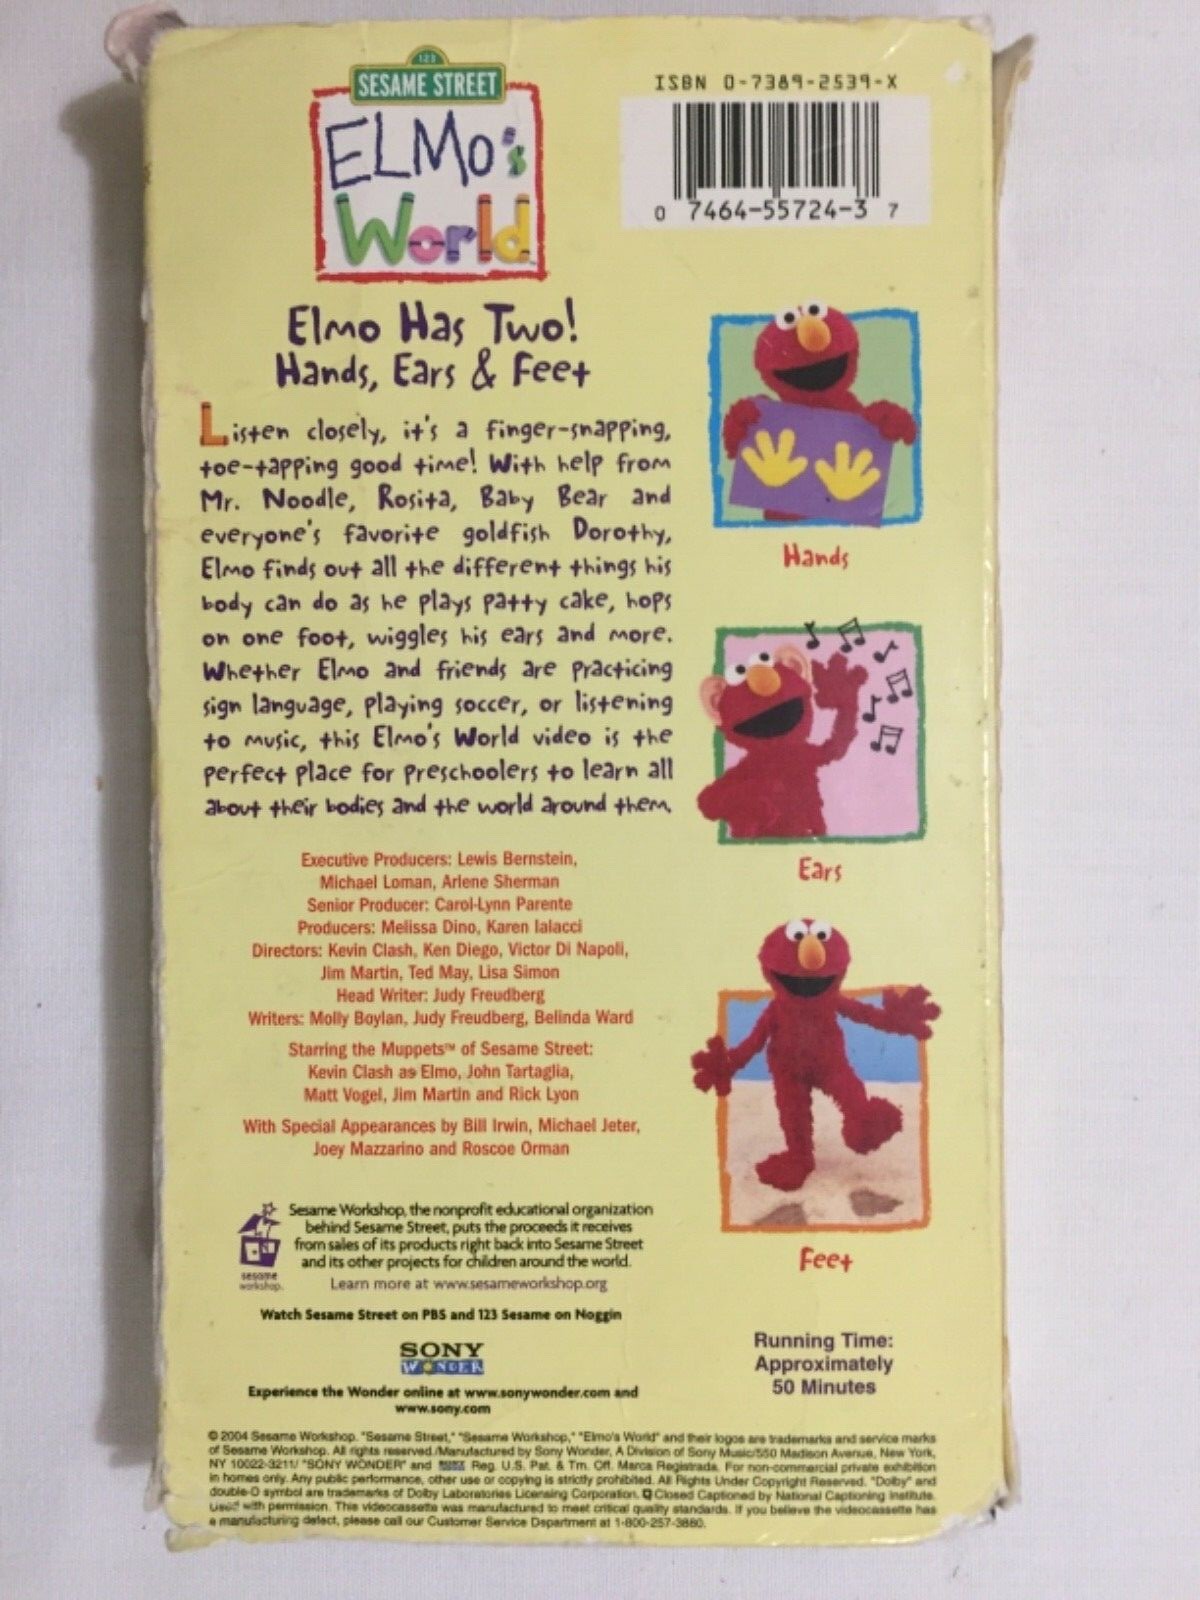 123
SESAME STREET
ELMO's
World
ISBN 0-7389-2539-X
0 7464-55724-3 7
Elmo Has Two!
Hands, Ears & Feet
Listen closely, it's a finger-snapping,
toe-tapping good time! With help from
Mr. Noodle, Rosita, Baby Bear and
everyone's favorite goldfish Dorothy,
Elmo finds out all the different things his
body can do as he plays patty cake, hops
on one foot, wiggles his ears and more.
Whether Elmo and friends are practicing
sign language, playing soccer, or listening
to music, this Elmo's World video is the
perfect place for preschoolers to learn all
about their bodies and the world around them.
Hands
Ears
Feet
Executive Producers: Lewis Bernstein,
Michael Loman, Arlene Sherman
Senior Producer: Carol-Lynn Parente
Producers: Melissa Dino, Karen Ialacci
Directors: Kevin Clash, Ken Diego, Victor Di Napoli,
Jim Martin, Ted May, Lisa Simon
Head Writer: Judy Freudberg
Writers: Molly Boylan, Judy Freudberg, Belinda Ward
Starring the Muppets™ of Sesame Street:
Kevin Clash as Elmo, John Tartaglia,
Matt Vogel, Jim Martin and Rick Lyon
With Special Appearances by Bill Irwin, Michael Jeter,
Joey Mazzarino and Roscoe Orman
sesame
workshop.
Sesame Workshop, the nonprofit educational organization
behind Sesame Street, puts the proceeds it receives
from sales of its products right back into Sesame Street
and its other projects for children around the world.
Learn more at www.sesameworkshop.org
Watch Sesame Street on PBS and 123 Sesame on Noggin
SONY
WONDER
Experience the Wonder online at www.sonywonder.com and
www.sony.com
Running Time:
Approximately
50 Minutes
© 2004 Sesame Workshop. "Sesame Street," "Sesame Workshop," "Elmo's World" and their logos are trademarks and service marks
of Sesame Workshop. All rights reserved./Manufactured by Sony Wonder, A Division of Sony Music/550 Madison Avenue, New York,
NY 10022-3211/ "SONY WONDER" and Reg. U.S. Pat. & Tm. Off. Marca Registrada. For non-commercial private exhibition
in homes only. Any public performance, other use or copying is strictly prohibited. All Rights Under Copyright Reserved. "Dolby" and
double-D symbol are trademarks of Dolby Laboratories Licensing Corporation. Closed Captioned by National Captioning Institute.
Used with permission. This videocassette was manufactured to meet critical quality standards. If you believe the videocassette has
a manufacturing defect, please call our Customer Service Department at 1-800-257-3880.